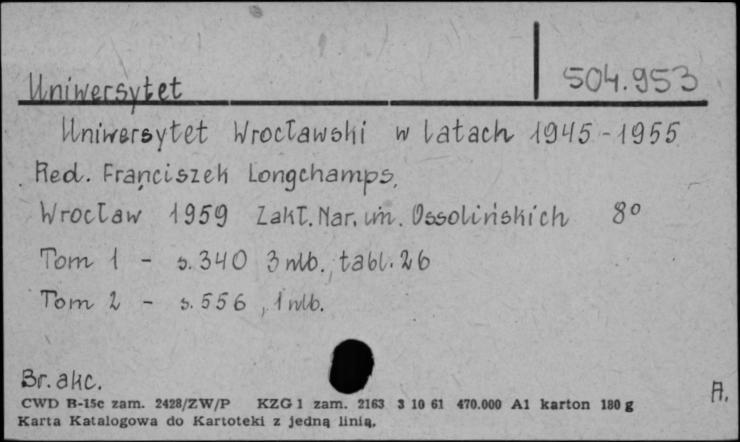 504.953
Uniwersytet
Uniwersytet Wrocławski w latach 1945-1955
Red. Franciszek Longchamps,
Wrocław 1959 Zakł. Nar. im. Ossolińskich 8°
Tom 1 - s. 340 3 nlb., tabl. 26
Tom 2 - s. 556, 1 nlb.
Br. akc.
A.
CWD B-15c zam. 2428/ZW/P KZG 1 zam. 2163 3 10 61 470.000 A1 karton 180 g
Karta Katalogowa do Kartoteki z jedną linią.